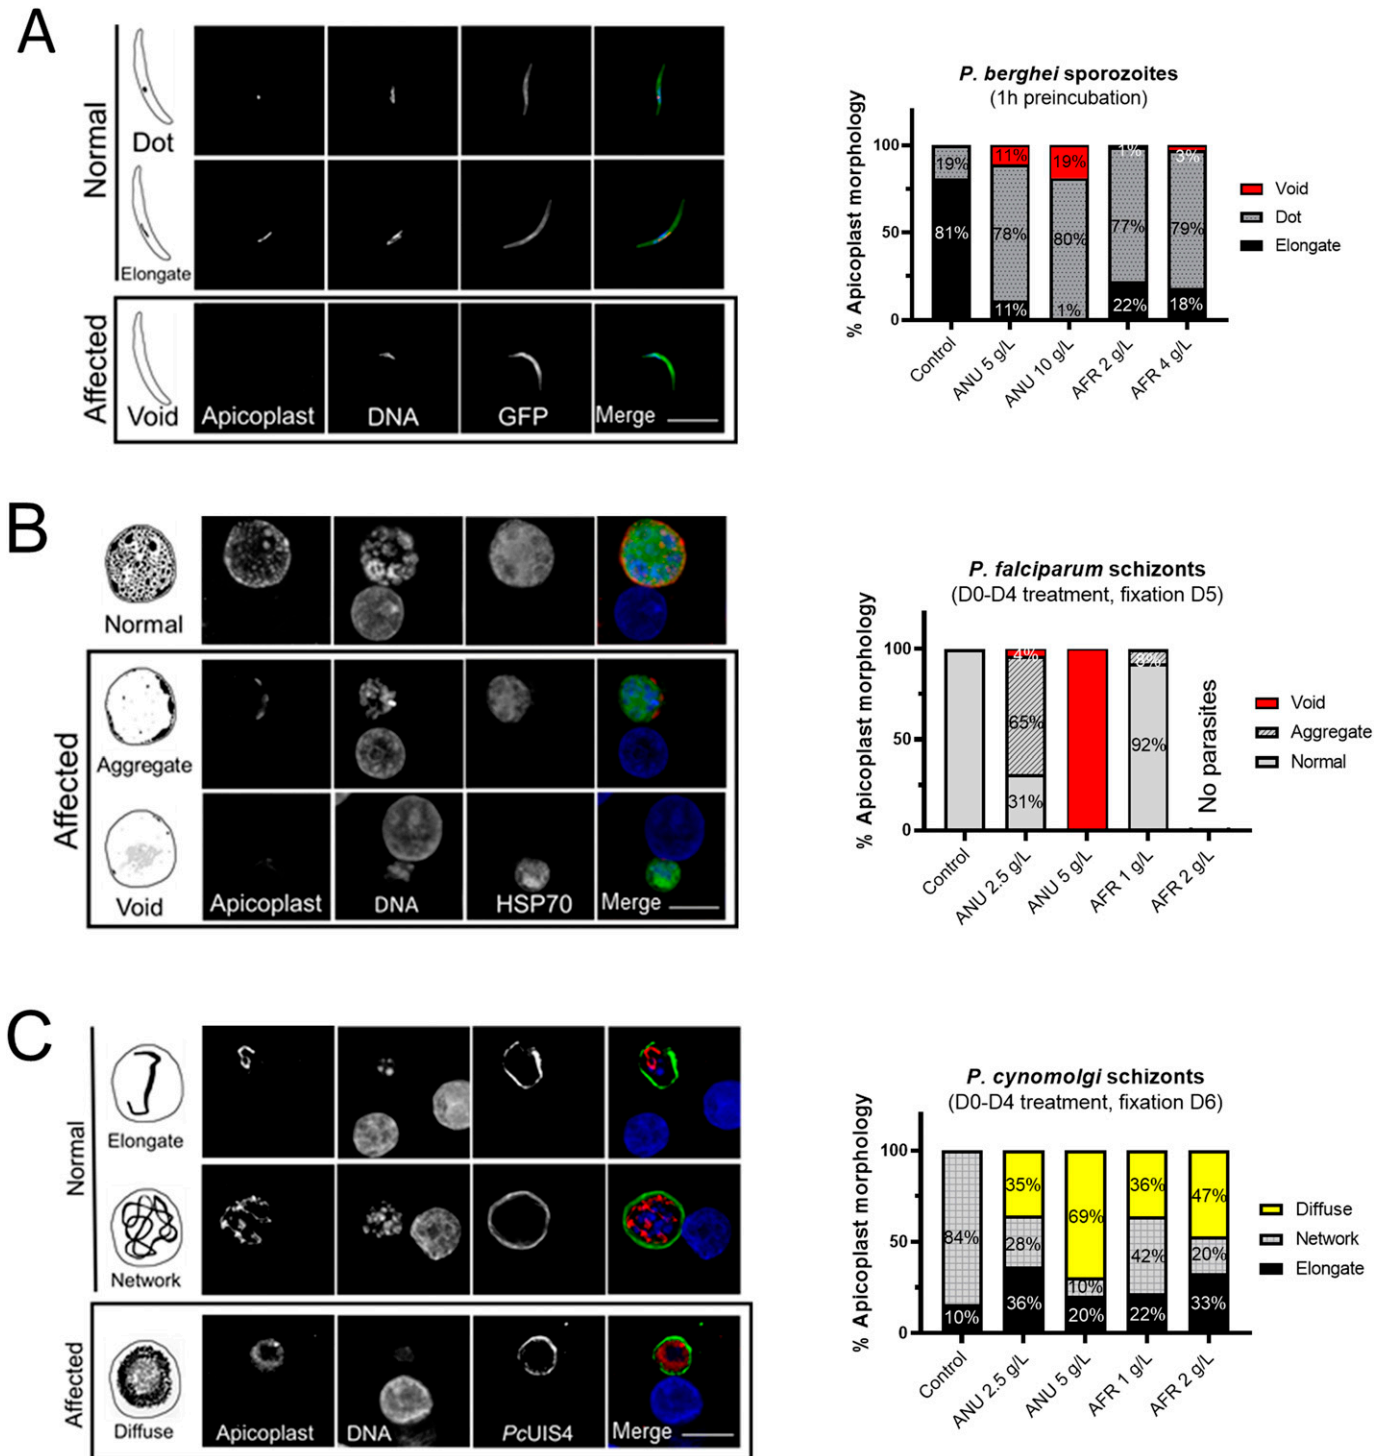 A
Normal
Dot
Elongate
Affected
Void
Apicoplast
DNA
GFP
Merge
P. berghei sporozoites
(1h preincubation)
% Apicoplast morphology
100
50
0
19%
81%
11%
78%
11%
19%
80%
1%
1%
77%
22%
3%
79%
18%
Control
ANU 5 g/L
ANU 10 g/L
AFR 2 g/L
AFR 4 g/L
Void
Dot
Elongate
B
Normal
Affected
Aggregate
Void
Apicoplast
DNA
HSP70
Merge
P. falciparum schizonts
(D0-D4 treatment, fixation D5)
% Apicoplast morphology
100
50
0
4%
65%
31%
8%
92%
No parasites
Control
ANU 2.5 g/L
ANU 5 g/L
AFR 1 g/L
AFR 2 g/L
Void
Aggregate
Normal
C
Normal
Elongate
Network
Affected
Diffuse
Apicoplast
DNA
PcUIS4
Merge
P. cynomolgi schizonts
(D0-D4 treatment, fixation D6)
% Apicoplast morphology
100
50
0
84%
10%
35%
28%
36%
69%
10%
20%
36%
42%
22%
47%
20%
33%
Control
ANU 2.5 g/L
ANU 5 g/L
AFR 1 g/L
AFR 2 g/L
Diffuse
Network
Elongate